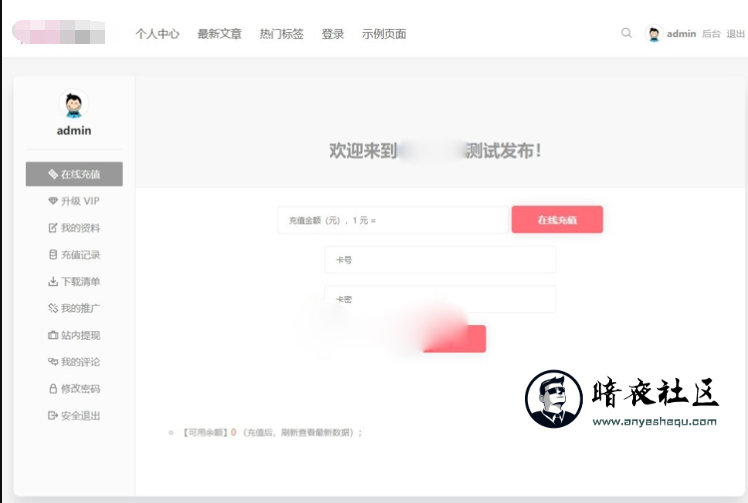 个人中心 最新文章 热门标签 登录 示例页面 admin 后台 退出
admin
欢迎来到 测试发布！
在线充值
升级 VIP
我的资料
充值记录
下载清单
我的推广
站内提现
我的评论
修改密码
安全退出
充值金额（元），1 元 = 在线充值
卡号
卡密
【可用余额】0（充值后，刷新查看最新数据）；
暗夜社区
www.anyeshequ.com